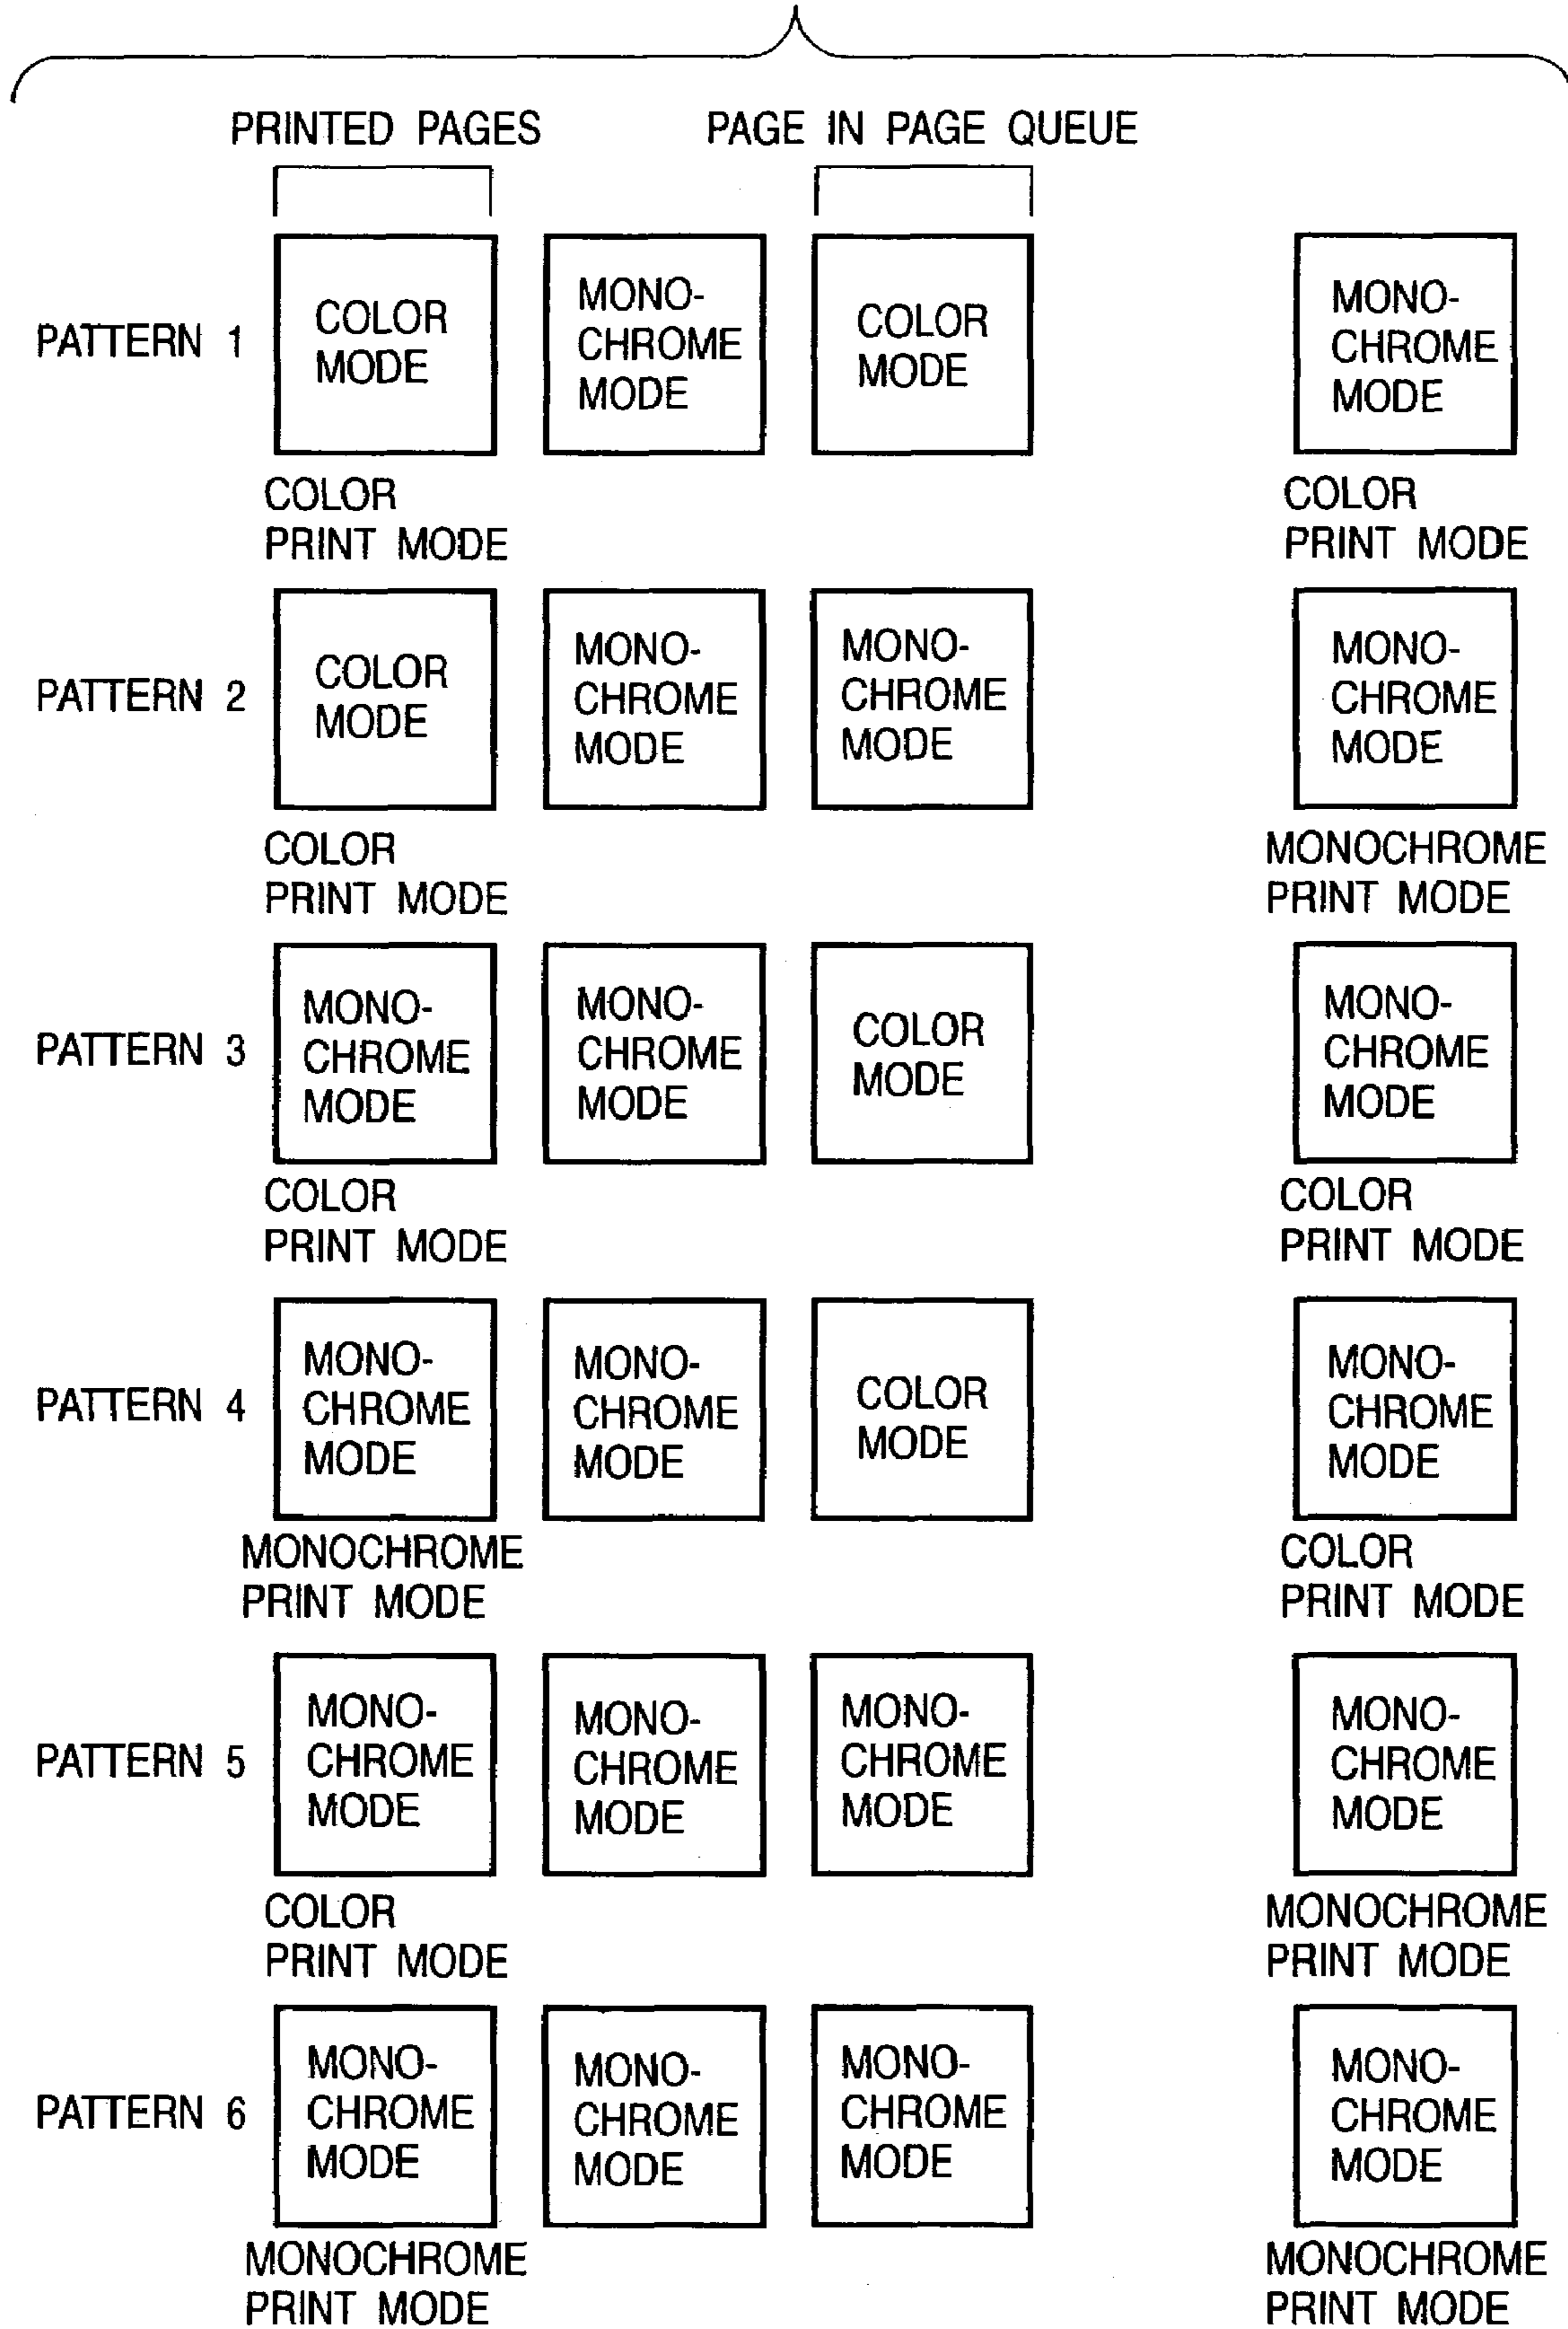 PRINTED PAGES
PAGE IN PAGE QUEUE
PATTERN 1
COLOR
MODE
MONO-
CHROME
MODE
COLOR
MODE
MONO-
CHROME
MODE
COLOR
PRINT MODE
COLOR
PRINT MODE
PATTERN 2
COLOR
MODE
MONO-
CHROME
MODE
MONO-
CHROME
MODE
MONO-
CHROME
MODE
COLOR
PRINT MODE
MONOCHROME
PRINT MODE
PATTERN 3
MONO-
CHROME
MODE
MONO-
CHROME
MODE
COLOR
MODE
MONO-
CHROME
MODE
COLOR
PRINT MODE
COLOR
PRINT MODE
PATTERN 4
MONO-
CHROME
MODE
MONO-
CHROME
MODE
COLOR
MODE
MONO-
CHROME
MODE
MONOCHROME
PRINT MODE
COLOR
PRINT MODE
PATTERN 5
MONO-
CHROME
MODE
MONO-
CHROME
MODE
MONO-
CHROME
MODE
MONO-
CHROME
MODE
COLOR
PRINT MODE
MONOCHROME
PRINT MODE
PATTERN 6
MONO-
CHROME
MODE
MONO-
CHROME
MODE
MONO-
CHROME
MODE
MONO-
CHROME
MODE
MONOCHROME
PRINT MODE
MONOCHROME
PRINT MODE